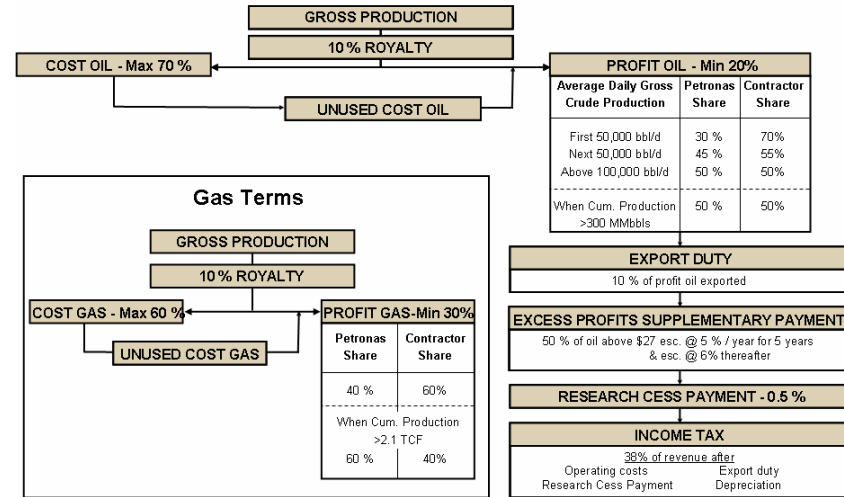 GROSS PRODUCTION
10 % ROYALTY
COST OIL - Max 70 %
UNUSED COST OIL
PROFIT OIL - Min 20%
Average Daily Gross Crude Production
Petronas Share
Contractor Share
First 50,000 bbl/d 30 % 70%
Next 50,000 bbl/d 45 % 55%
Above 100,000 bbl/d 50 % 50%
When Cum. Production >300 MMbbls 50 % 50%
EXPORT DUTY
10 % of profit oil exported
EXCESS PROFITS SUPPLEMENTARY PAYMENT
50 % of oil above $27 esc. @ 5 % / year for 5 years
& esc. @ 6% thereafter
RESEARCH CESS PAYMENT - 0.5 %
INCOME TAX
38% of revenue after
Operating costs Export duty
Research Cess Payment Depreciation
Gas Terms
GROSS PRODUCTION
10 % ROYALTY
COST GAS - Max 60 %
UNUSED COST GAS
PROFIT GAS-Min 30%
Petronas Share
Contractor Share
40 % 60%
When Cum. Production
>2.1 TCF
60 % 40%